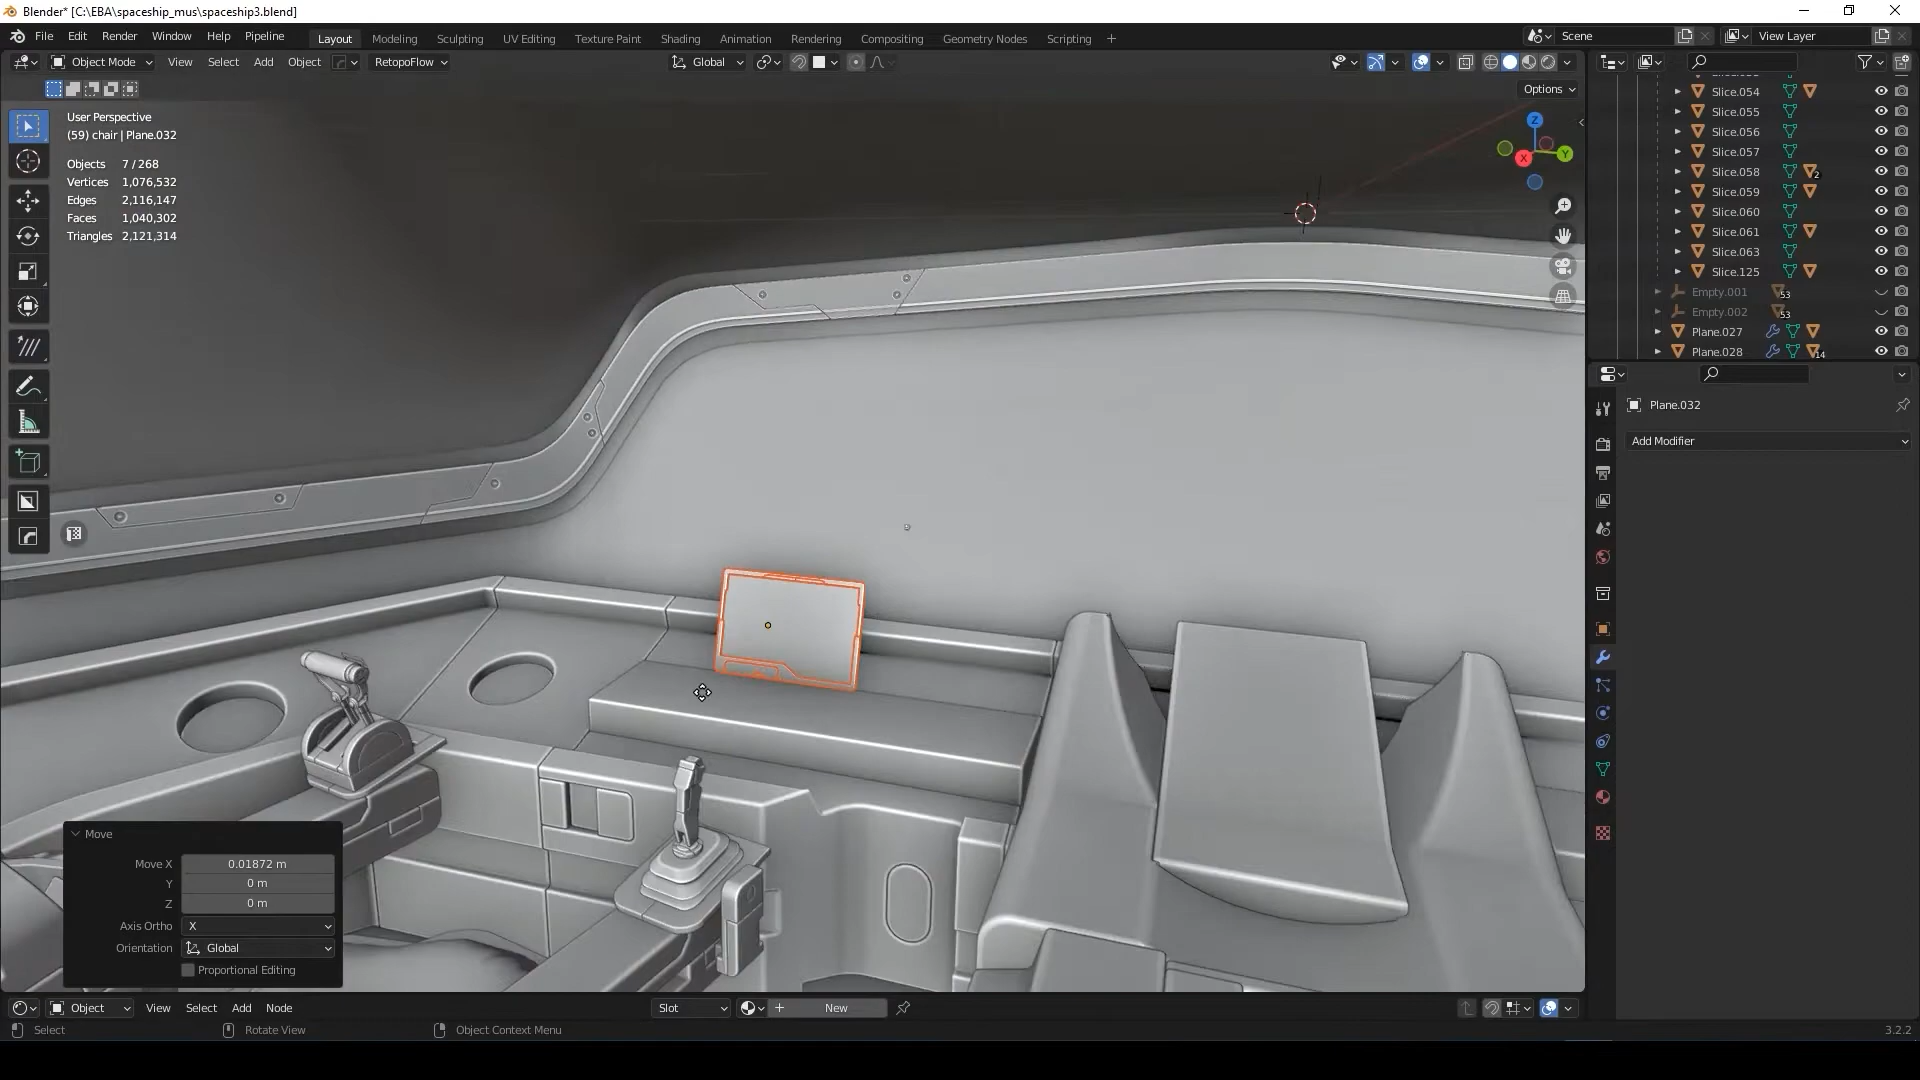 Blender* [C:\EBA\spaceship_mus\spaceship3.blend]
File Edit Render Window Help Pipeline Layout Modeling Sculpting UV Editing Texture Paint Shading Animation Rendering Compositing Geometry Nodes Scripting + Scene View Layer
Object Mode View Select Add Object RetopoFlow Global
Options
User Perspective
(59) chair | Plane.032
Objects 7 / 268
Vertices 1,076,532
Edges 2,116,147
Faces 1,040,302
Triangles 2,121,314
Z
X
Y
Slice.054
Slice.055
Slice.056
Slice.057
Slice.058 2
Slice.059
Slice.060
Slice.061
Slice.063
Slice.125
Empty.001 53
Empty.002 53
Plane.027
Plane.028 14
Plane.032
Add Modifier
Move
Move X 0.01872 m
Y 0 m
Z 0 m
Axis Ortho X
Orientation Global
Proportional Editing
Object View Select Add Node Slot New
Select Rotate View Object Context Menu 3.2.2